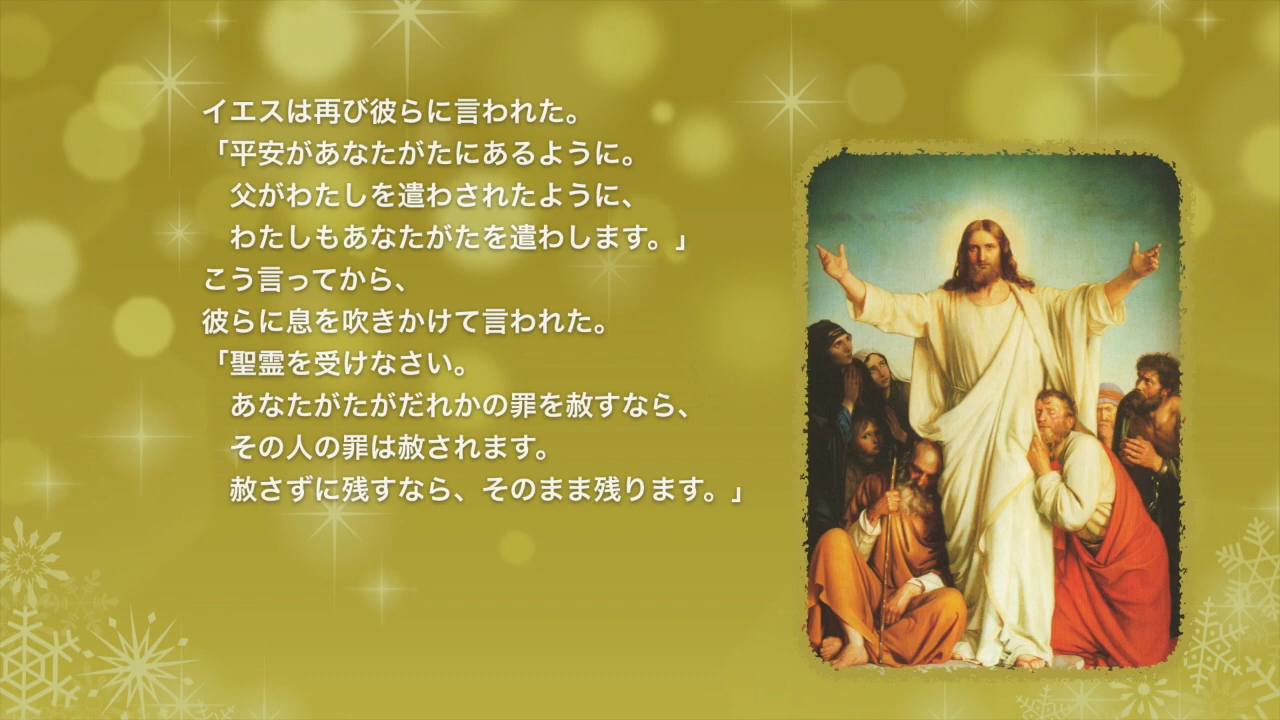 イエスは再び彼らに言われた。
「平安があなたがたにあるように。
父がわたしを遣わされたように、
わたしもあなたがたを遣わします。」
こう言ってから、
彼らに息を吹きかけて言われた。
「聖霊を受けなさい。
あなたがたがだれかの罪を赦すなら、
その人の罪は赦されます。
赦さずに残すなら、そのまま残ります。」